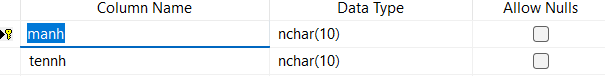 Column Name Data Type Allow Nulls
manh nchar(10)
tennh nchar(10)